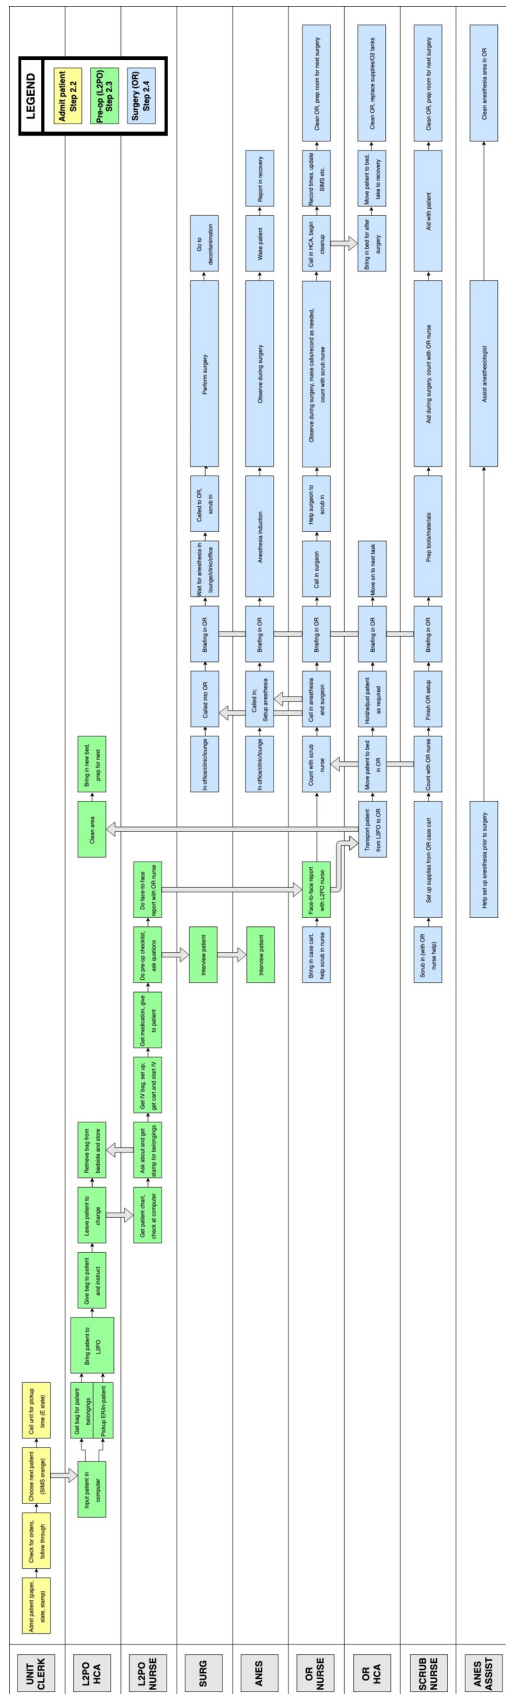 LEGEND
Admit patient
Step 2.2
Pre-op (L2PO)
Step 2.3
Surgery (OR)
Step 2.4
UNIT
CLERK
Admit patient (paper,
slate, stamp)
Check for orders,
follow through
Choose next patient
(SIMS orange)
Call unit for pickup
time (E slate)
L2PO
HCA
Input patient in
computer
Get bag for patient
belongings
Pickup ER/in-patient
Bring patient to
L2PO
Give bag to patient
and instruct
Leave patient to
change
Retrieve bag from
bedside and store
Clean area
Bring in new bed,
prep for next
L2PO
NURSE
Get patient chart,
check at computer
Ask about and get
stamp for belongings
Get IV bag, set up;
get cart and start IV
Get medication, give
to patient
Do pre-op checklist,
ask quotions
Do face-to-face
report with OR nurse
SURG
Interview patient
In office/clinic/lounge
Called into OR
Briefing in OR
Wait for anesthesia in
lounge/clinic/office
Called to OR,
scrub in
Perform surgery
Go to
decontanimation
ANES
Interview patient
In office/clinic/lounge
Called in;
Setup anesthesia
Briefing in OR
Anesthesia induction
Observe during surgery
Wake patient
Report in recovery
OR
NURSE
Bring in case cart,
help scrub in nurse
Face-to-face report
with L2PO nurse
Count with scrub
nurse
Call in anesthesia
and surgeon
Briefing in OR
Call in surgeon
Help surgeon to
scrub in
Observe during surgery, make calls/record as needed,
count with scrub nurse
Call in HCA, begin
cleanup
Record times, update
SIMS etc.
Clean OR, prep room for next surgery
OR
HCA
Transport patient
from L2PO to OR
Move patient to bed
in OR
Hold/adjust patient
as required
Briefing in OR
Move on to next task
Bring in bed for after
surgery
Move patient to bed,
take to recovery
Clean OR, replace supplies/O2 tanks
SCRUB
NURSE
Scrub in (with OR
nurse help)
Set up supplies from OR case cart
Count with OR nurse
Finish OR setup
Briefing in OR
Prep tools/materials
Aid during surgery, count with OR nurse
Aid with patient
Clean OR, prep room for next surgery
ANES
ASSIST
Help set up anesthesia prior to surgery
Assist anesthesiologist
Clean anesthesia area in OR